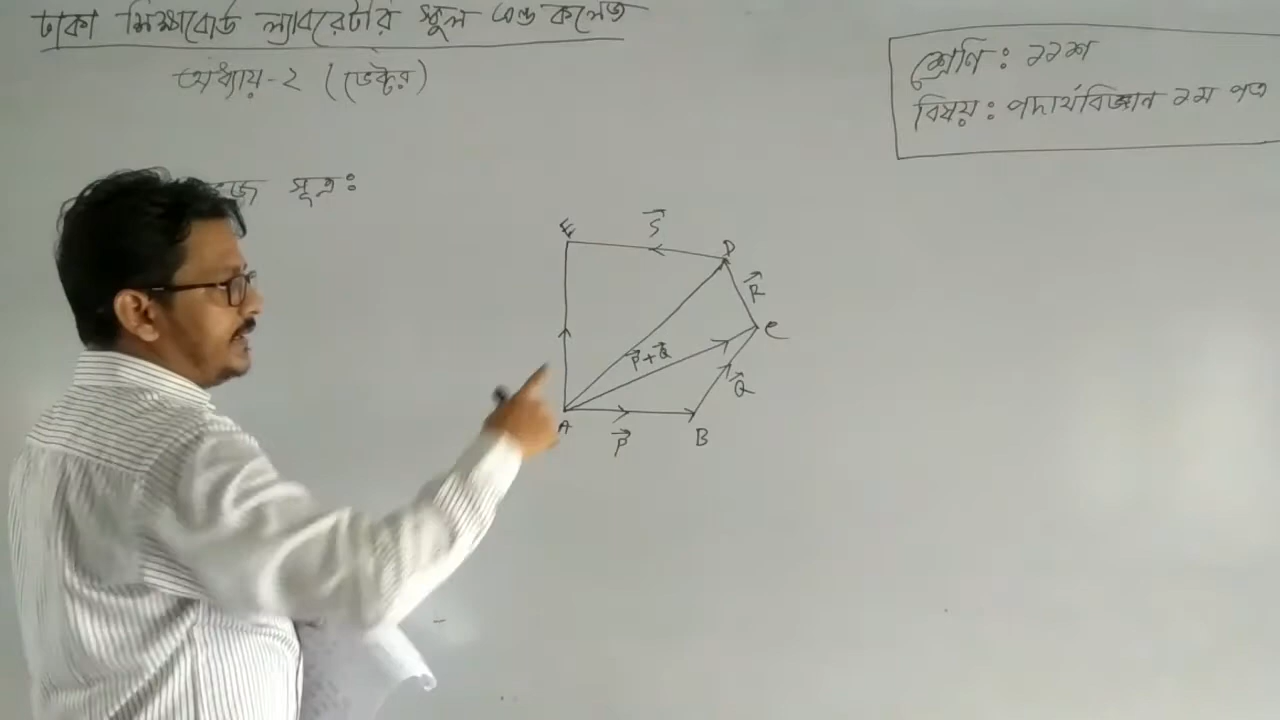 ঢাকা শিক্ষাবোর্ড ল্যাবরেটরি স্কুল এন্ড কলেজ
অধ্যায়-২ (ভেক্টর)
শ্রেণি: ১১শ
বিষয়: পদার্থবিজ্ঞান ১ম পত্র
সূত্র:
E
S⃗
D
R⃗
C
P⃗+Q⃗
Q⃗
A
P⃗
B